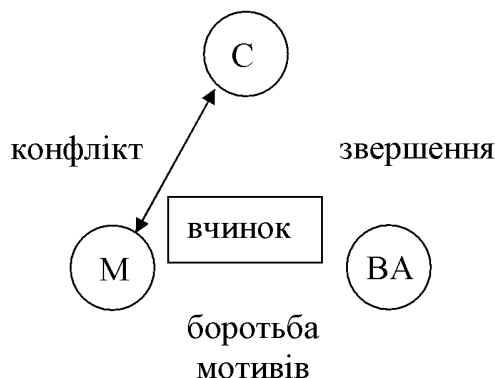 С
конфлікт
звершення
вчинок
М
ВА
боротьба
мотивів